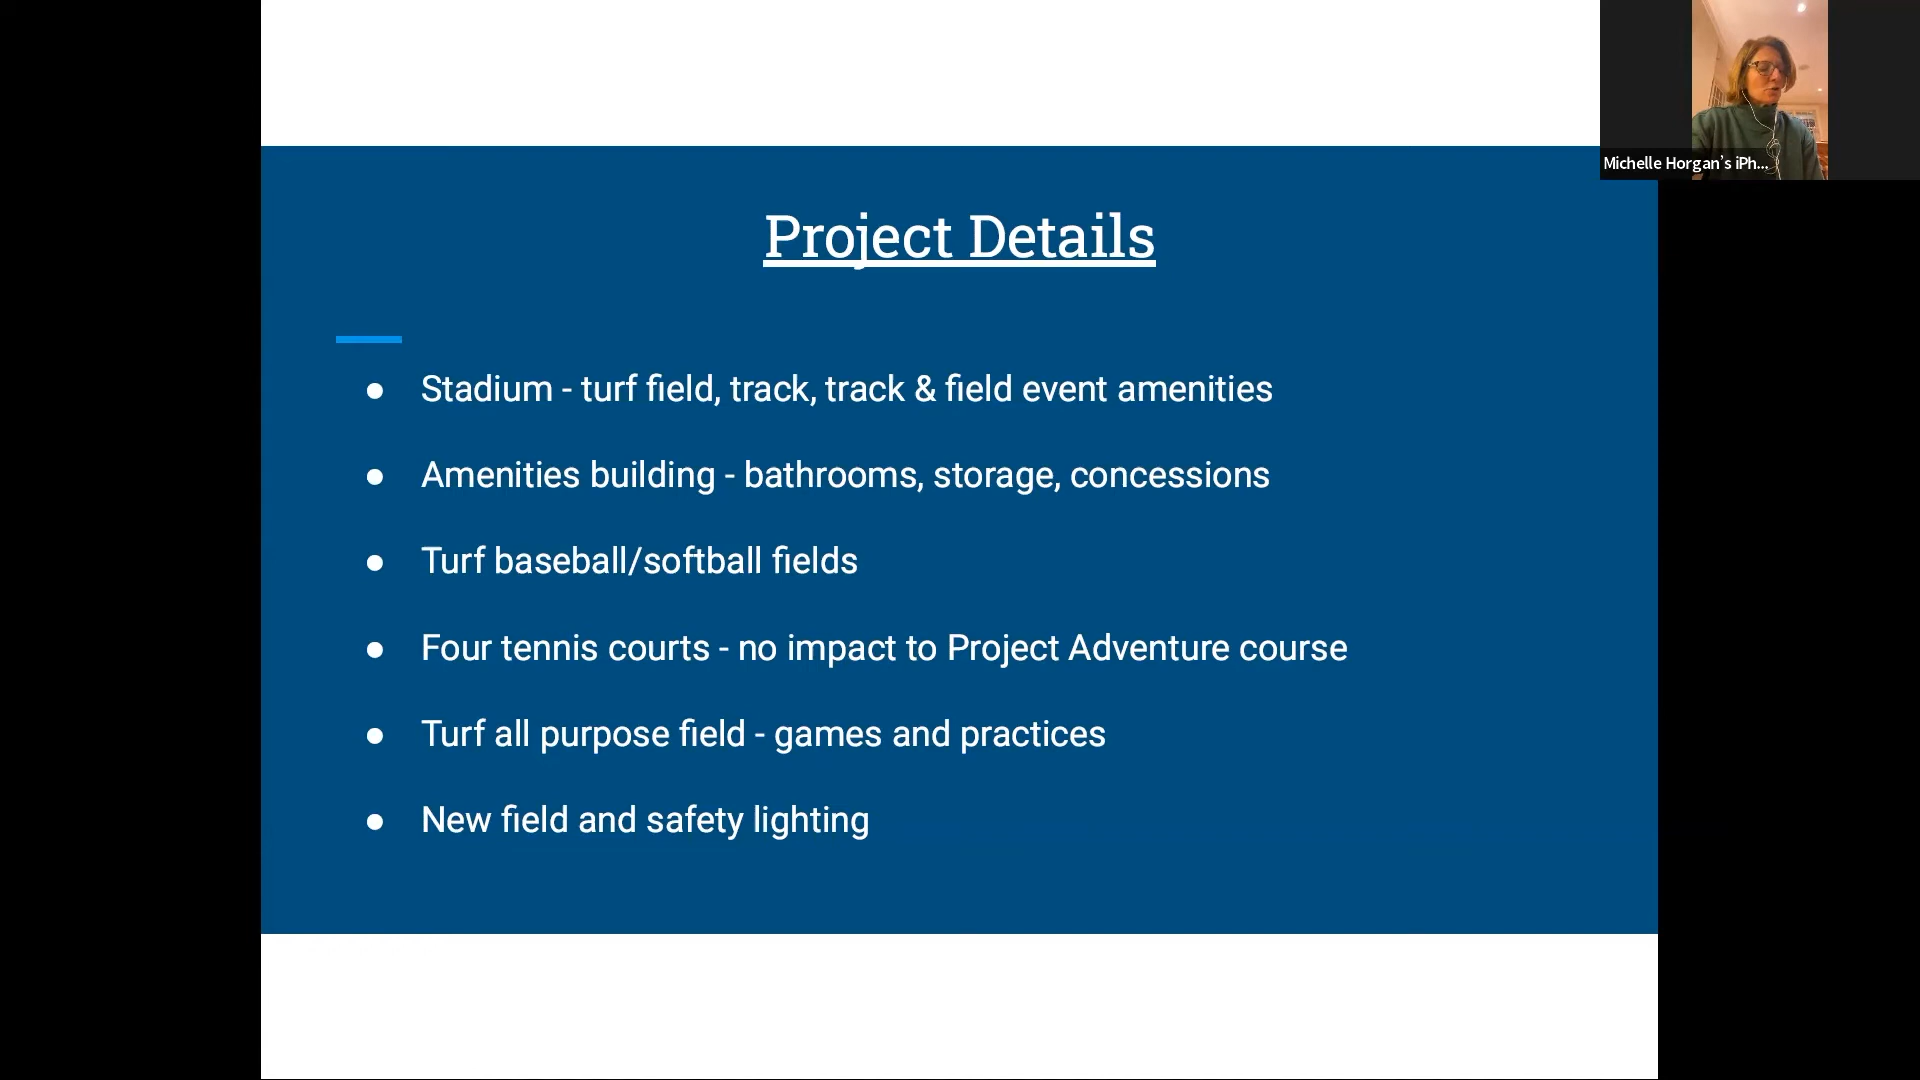 Michelle Horgan's iPh...
Project Details
● Stadium - turf field, track, track & field event amenities
● Amenities building - bathrooms, storage, concessions
● Turf baseball/softball fields
● Four tennis courts - no impact to Project Adventure course
● Turf all purpose field - games and practices
● New field and safety lighting